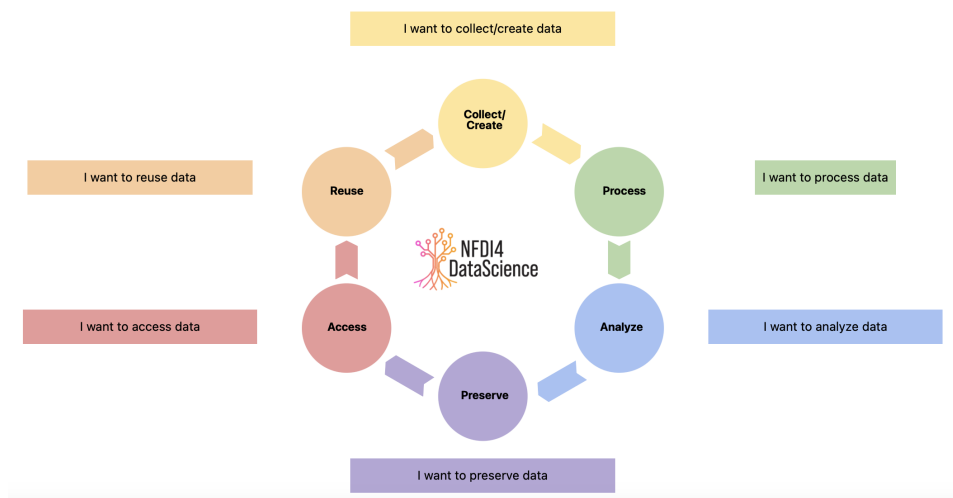 I want to collect/create data
Collect/
Create
I want to reuse data
Reuse
Process
I want to process data
NFDI4
DataScience
I want to access data
Access
Analyze
I want to analyze data
Preserve
I want to preserve data